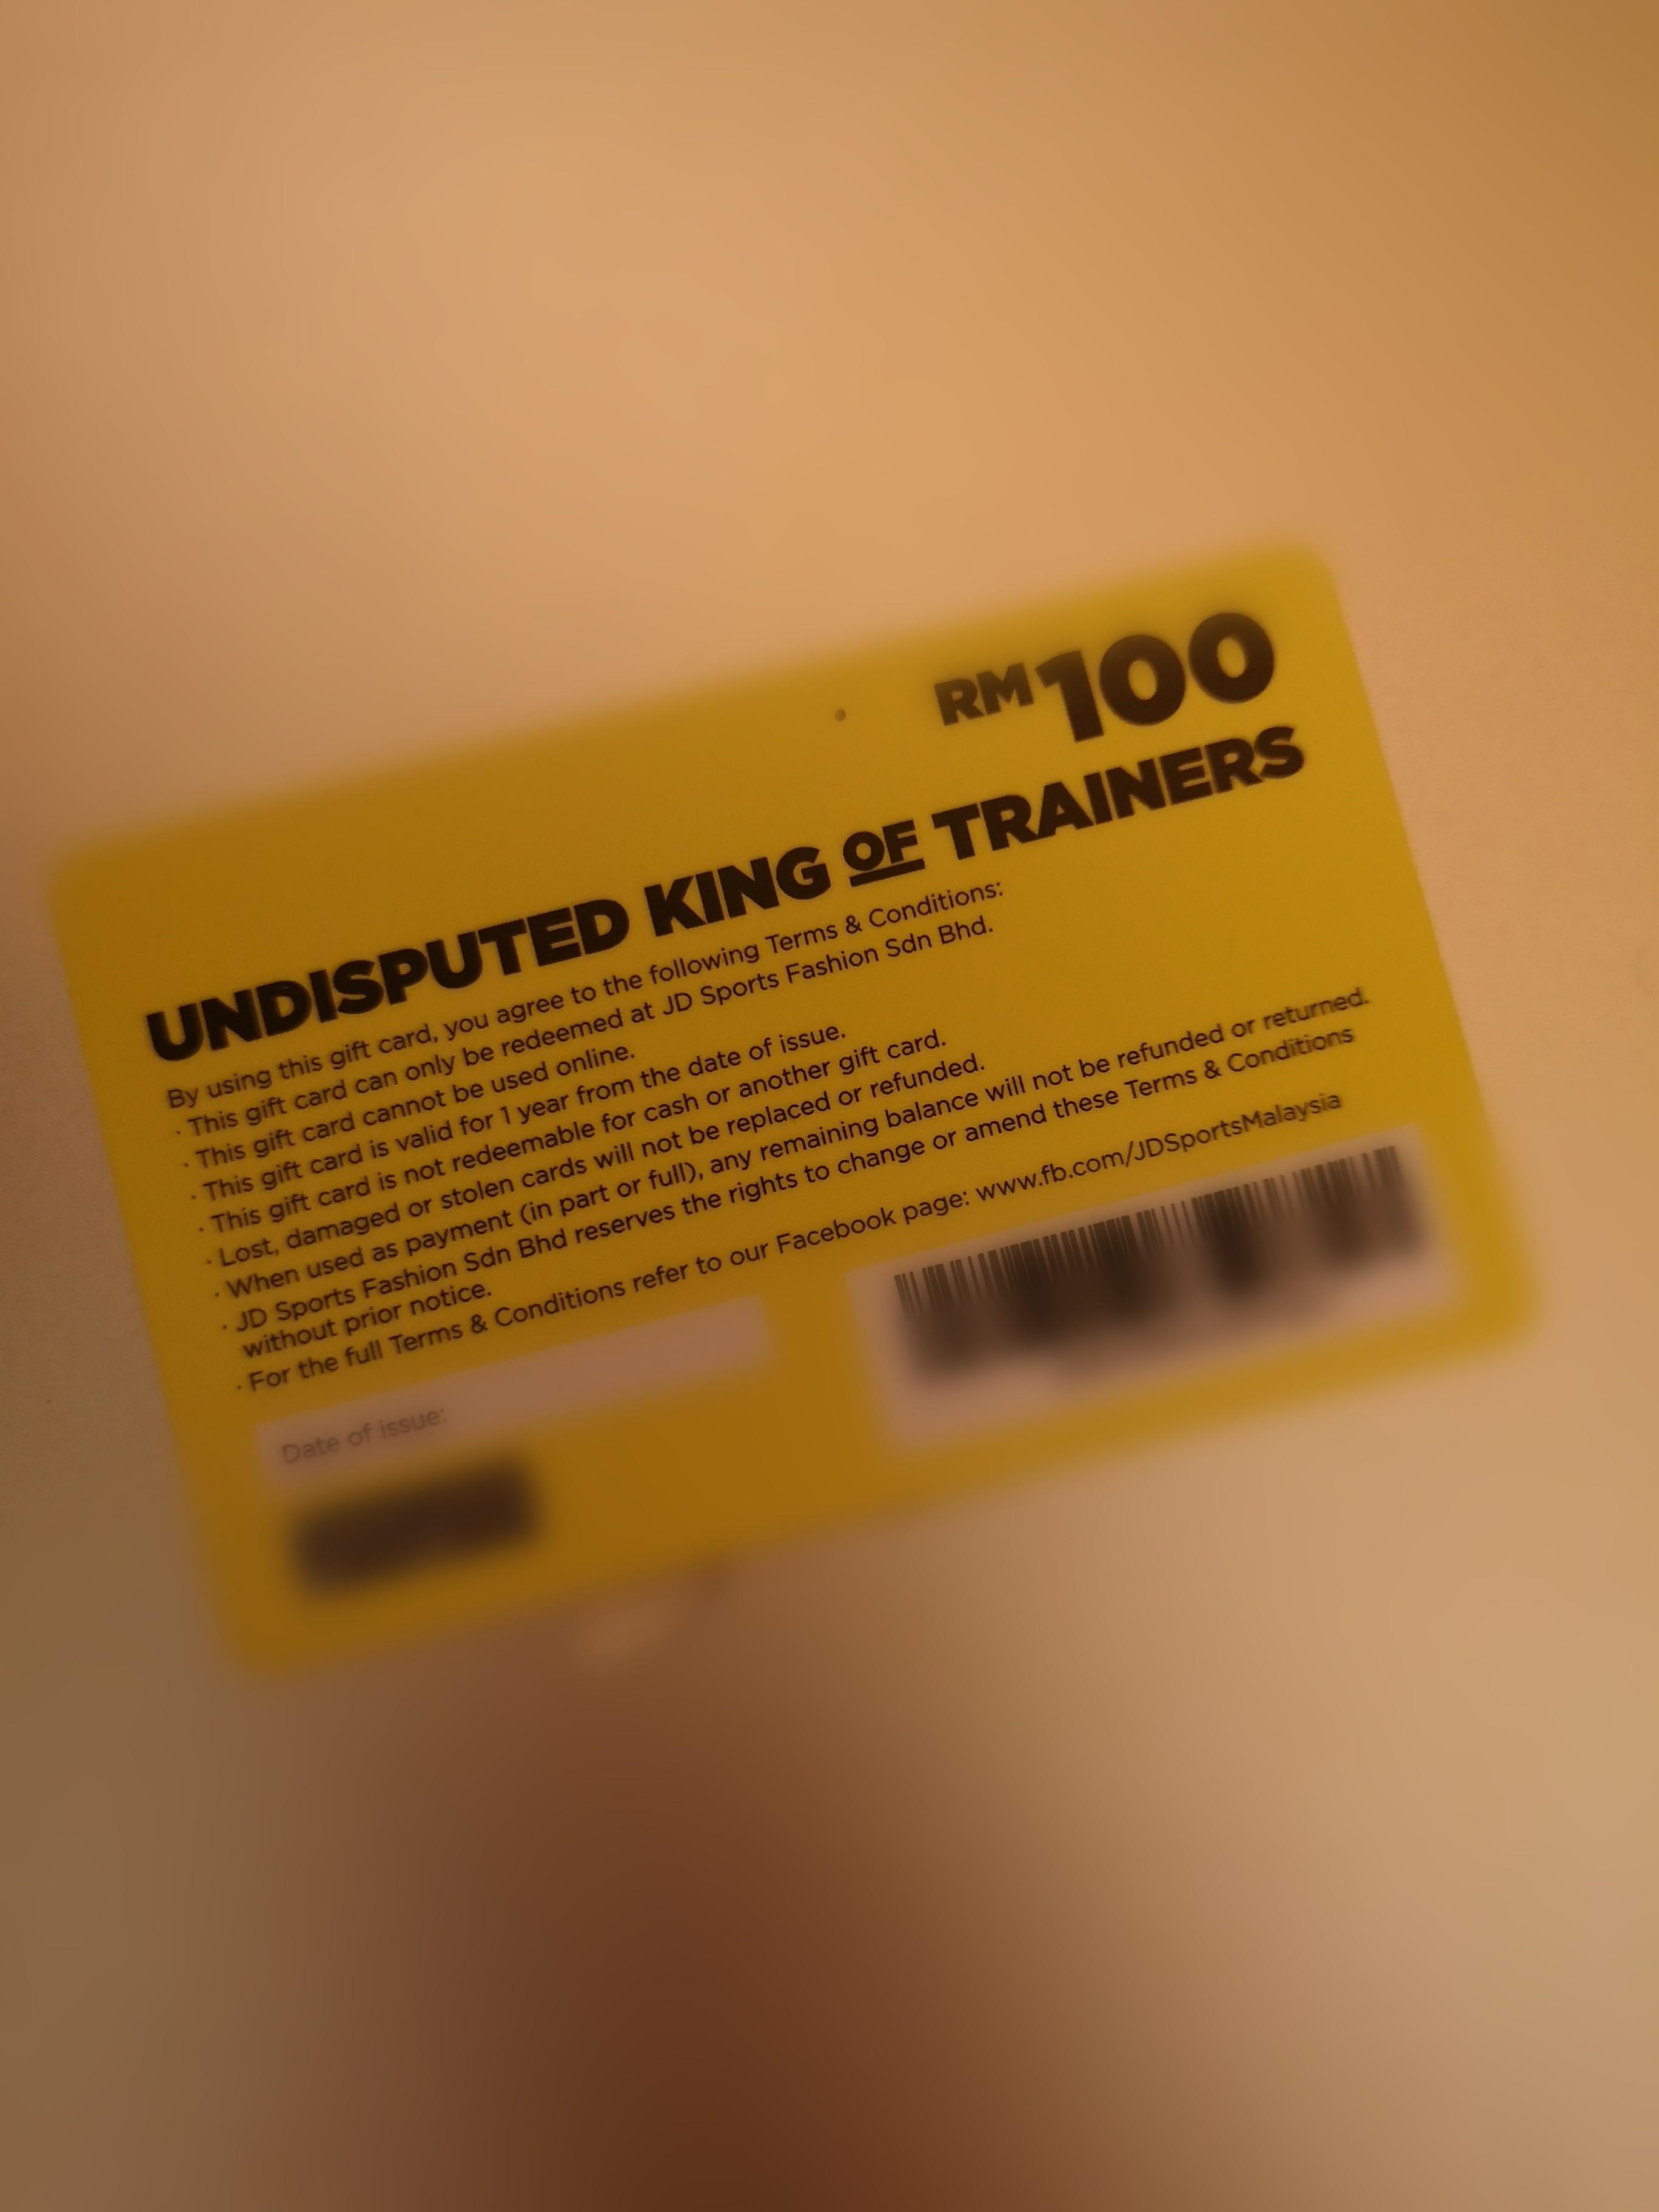 RM100
UNDISPUTED KING OF TRAINERS
By using this gift card, you agree to the following Terms & Conditions:
· This gift card can only be redeemed at JD Sports Fashion Sdn Bhd.
· This gift card cannot be used online.
· This gift card is valid for 1 year from the date of issue.
· This gift card is not redeemable for cash or another gift card.
· Lost, damaged or stolen cards will not be replaced or refunded.
· When used as payment (in part or full), any remaining balance will not be refunded or returned.
· JD Sports Fashion Sdn Bhd reserves the rights to change or amend these Terms & Conditions
without prior notice.
· For the full Terms & Conditions refer to our Facebook page: www.fb.com/JDSportsMalaysia
Date of issue: